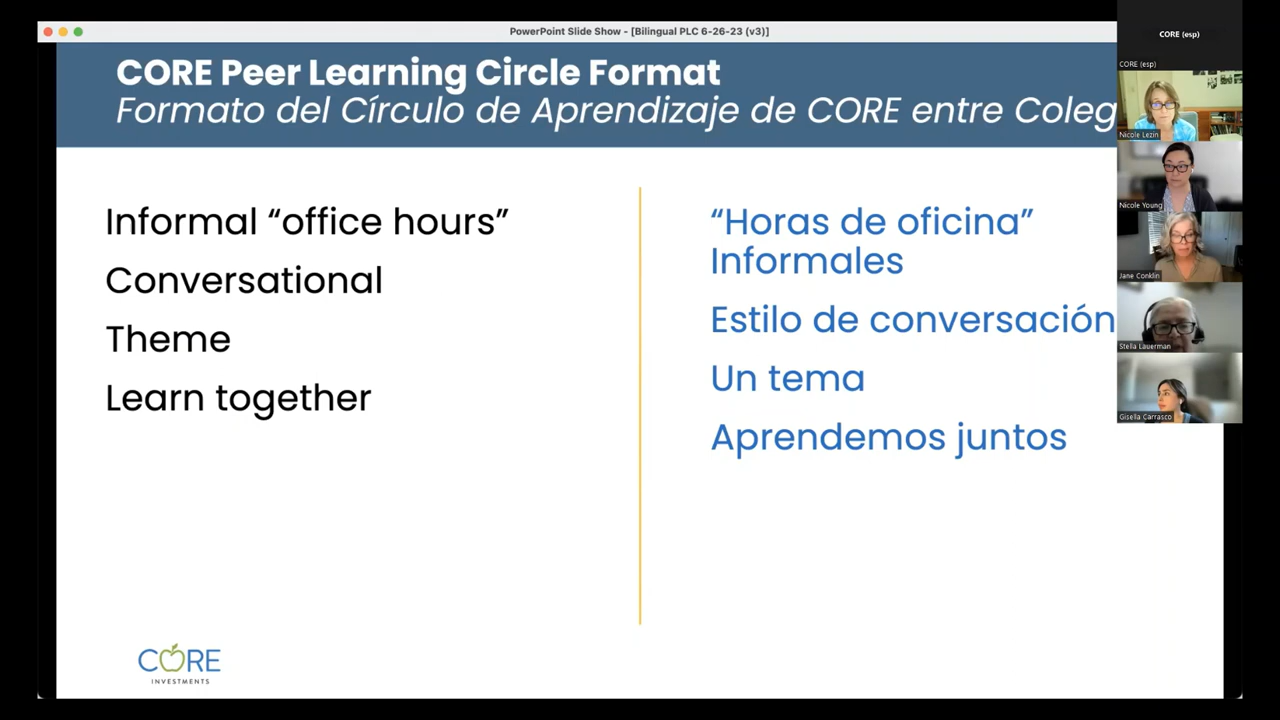 PowerPoint Slide Show - [Bilingual PLC 6-26-23 (v3)]
CORE Peer Learning Circle Format
Formato del Círculo de Aprendizaje de CORE entre Coleg
Informal “office hours”
Conversational
Theme
Learn together
“Horas de oficina”
Informales
Estilo de conversación
Un tema
Aprendemos juntos
CORE
INVESTMENTS
CORE (esp)
CORE (esp)
Nicole Lezin
Nicole Young
Jane Conklin
Stella Lauerman
Gisella Carrasco